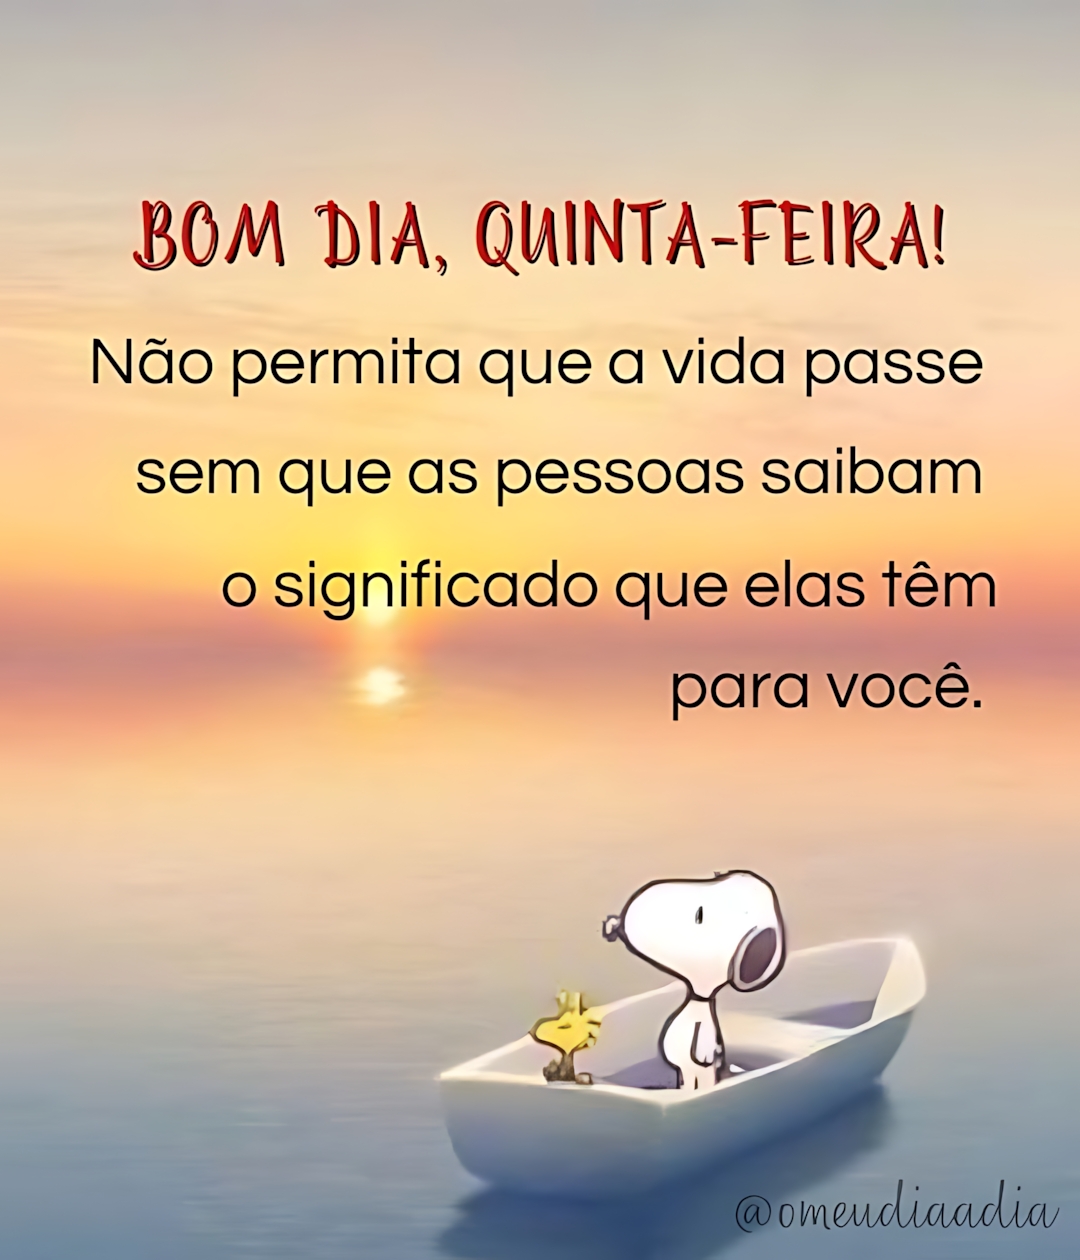 BOM DIA, QUINTA-FEIRA!
Não permita que a vida passe
sem que as pessoas saibam
o significado que elas têm
para você.
@omeudiaadia